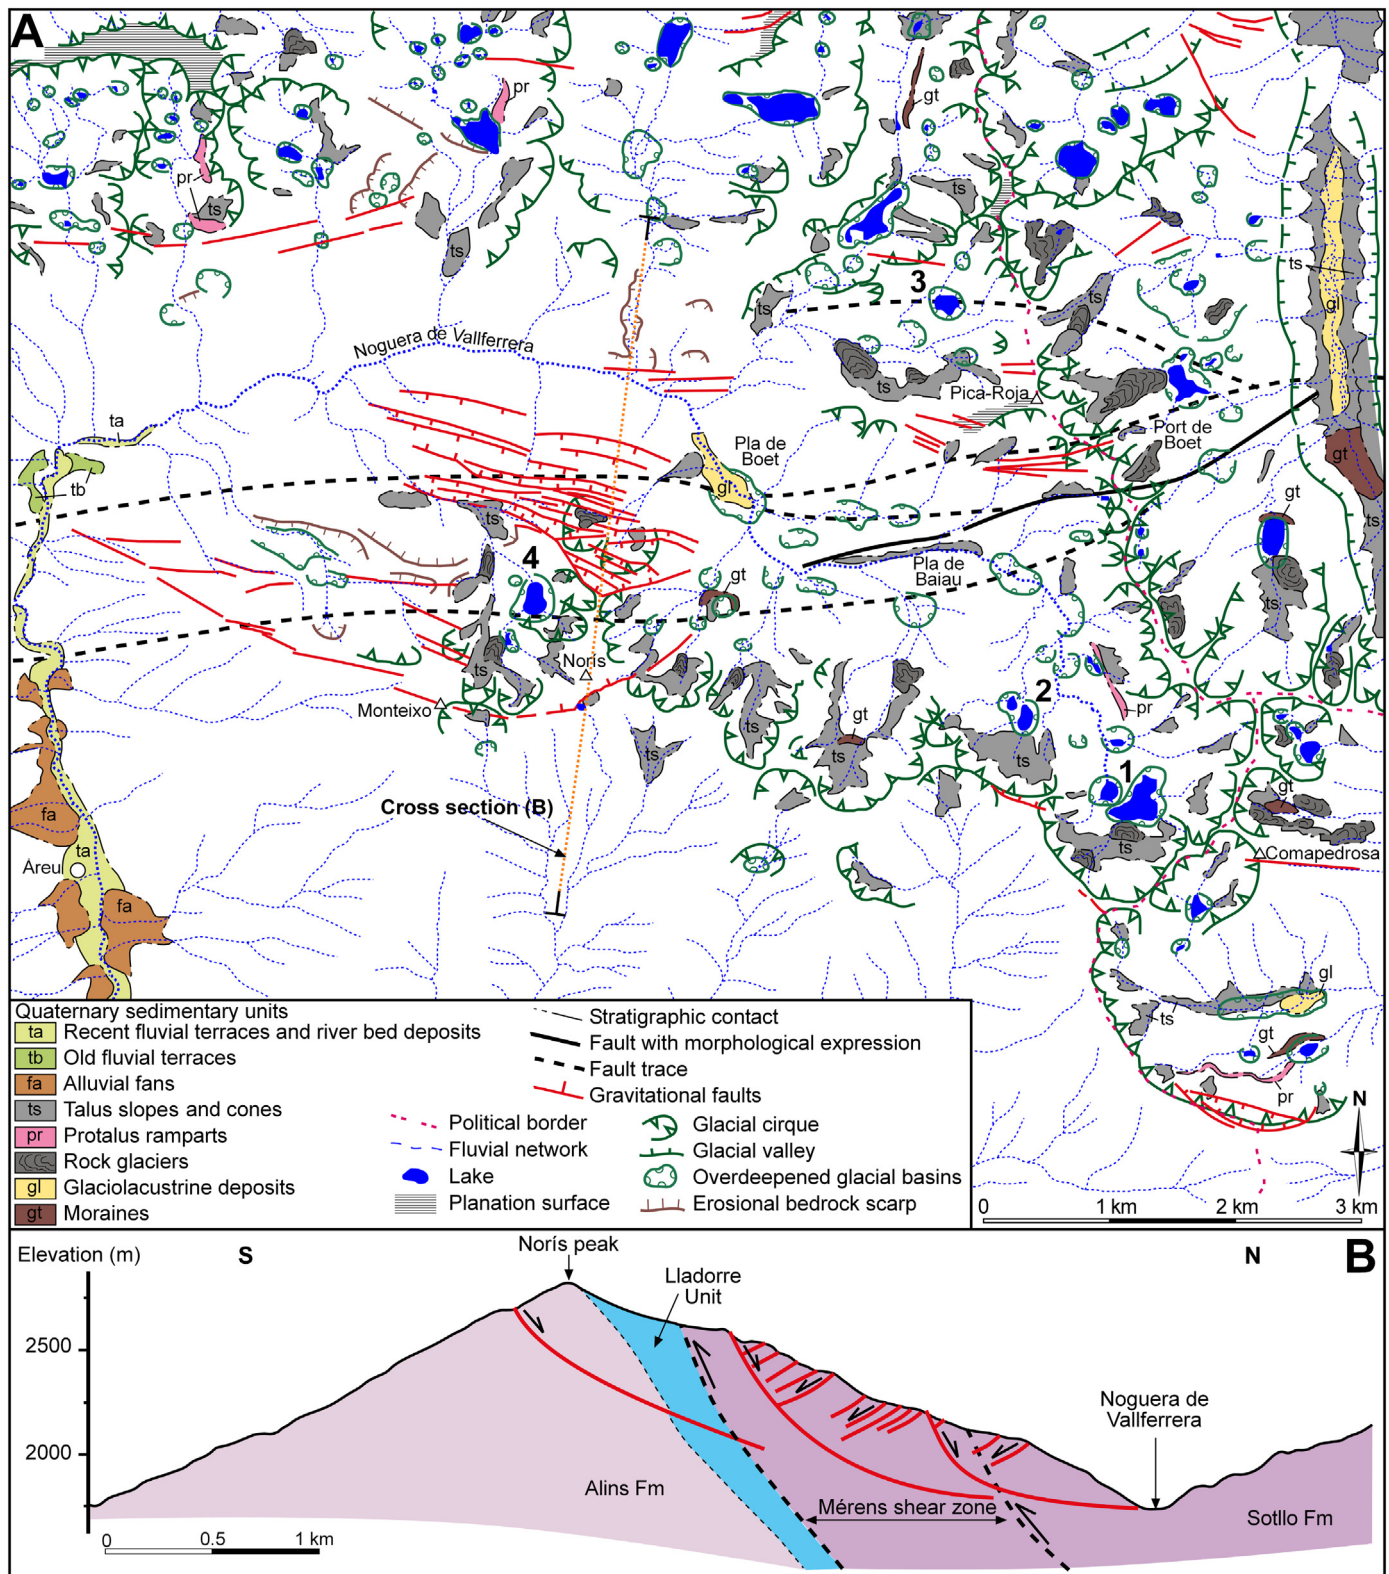 A
pr
gt
pr
ts
ts
ts
ts
gl
3
ts
ts
Noguera de Vallferrera
ts
Pica-Roja
ta
Pla de
Boet
Port de
Boet
gt
tb
gl
gt
ts
ts
4
Pla de
Baiau
gt
ts
ts
Norís
Monteixo
2
pr
gt
ts
ts
ts
ts
1
Cross section (B)
gt
fa
ta
ts
Comapedrosa
Àreu
fa
gl
ts
gt
pr
N
Quaternary sedimentary units
ta Recent fluvial terraces and river bed deposits
tb Old fluvial terraces
fa Alluvial fans
ts Talus slopes and cones
pr Protalus ramparts
Rock glaciers
gl Glaciolacustrine deposits
gt Moraines
Stratigraphic contact
Fault with morphological expression
Fault trace
Gravitational faults
Political border
Fluvial network
Lake
Planation surface
Glacial cirque
Glacial valley
Overdeepened glacial basins
Erosional bedrock scarp
0 1 km 2 km 3 km
B
Elevation (m)
S
Norís peak
N
Lladorre
Unit
2500
Noguera de
Vallferrera
2000
Alins Fm
Mérens shear zone
Sotllo Fm
0 0.5 1 km